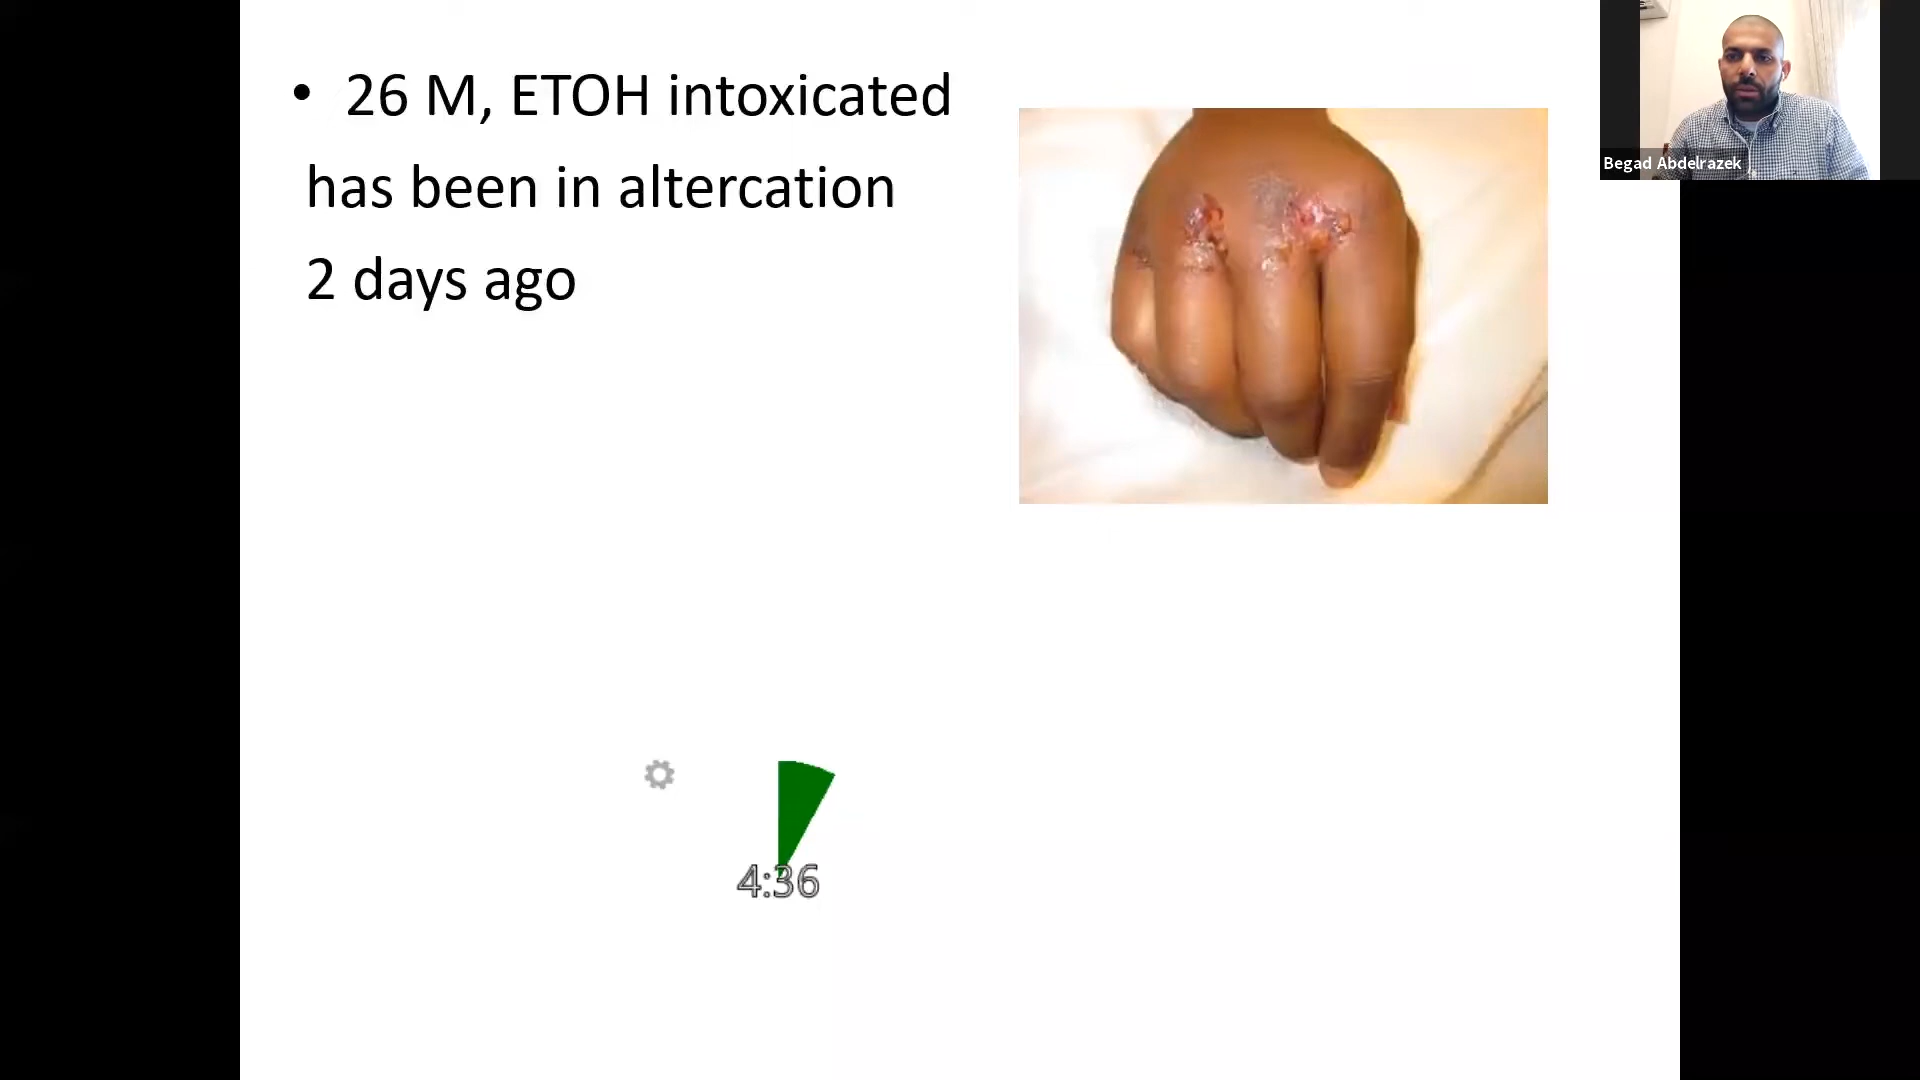 • 26 M, ETOH intoxicated
has been in altercation
2 days ago
Begad Abdelrazek
4:36